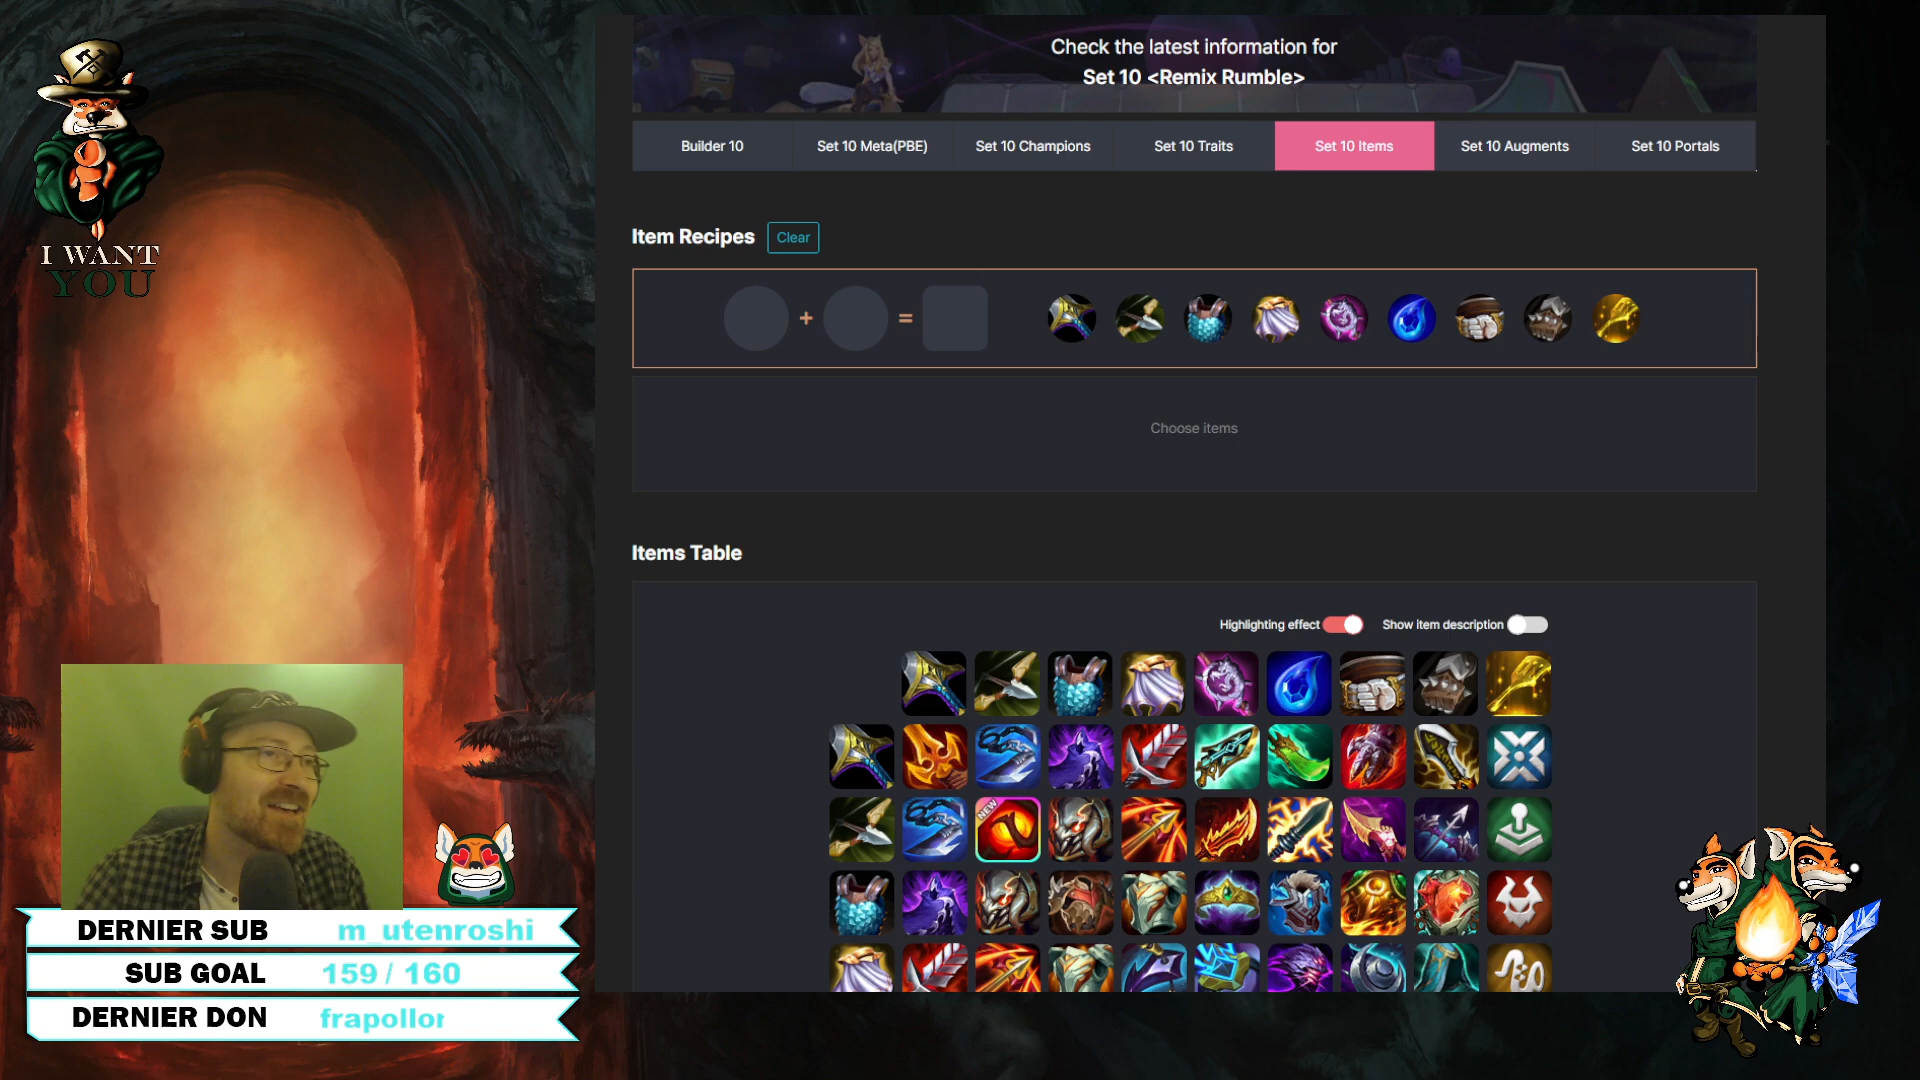 Check the latest information for
Set 10 <Remix Rumble>
Builder 10
Set 10 Meta(PBE)
Set 10 Champions
Set 10 Traits
Set 10 Items
Set 10 Augments
Set 10 Portals
I WANT
YOU
Item Recipes
Clear
+
=
Choose items
Items Table
Highlighting effect
Show item description
NEW
DERNIER SUB m_utenroshi
SUB GOAL 159 / 160
DERNIER DON frapollor